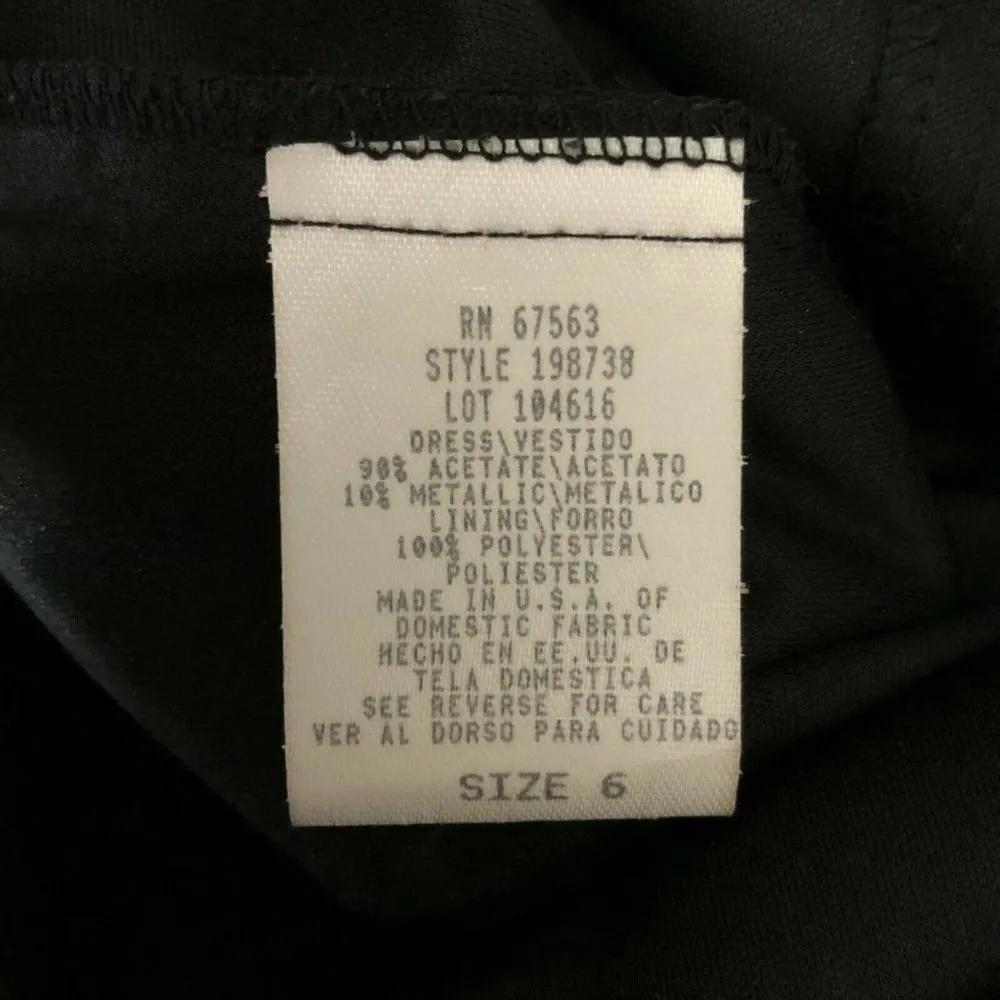 RN 67563
STYLE 198738
LOT 104616
DRESS\VESTIDO
90% ACETATE\ACETATO
10% METALLIC\METALICO
LINING\FORRO
100% POLYESTER\
POLIESTER
MADE IN U.S.A. OF
DOMESTIC FABRIC
HECHO EN EE.UU. DE
TELA DOMESTICA
SEE REVERSE FOR CARE
VER AL DORSO PARA CUIDADO
SIZE 6